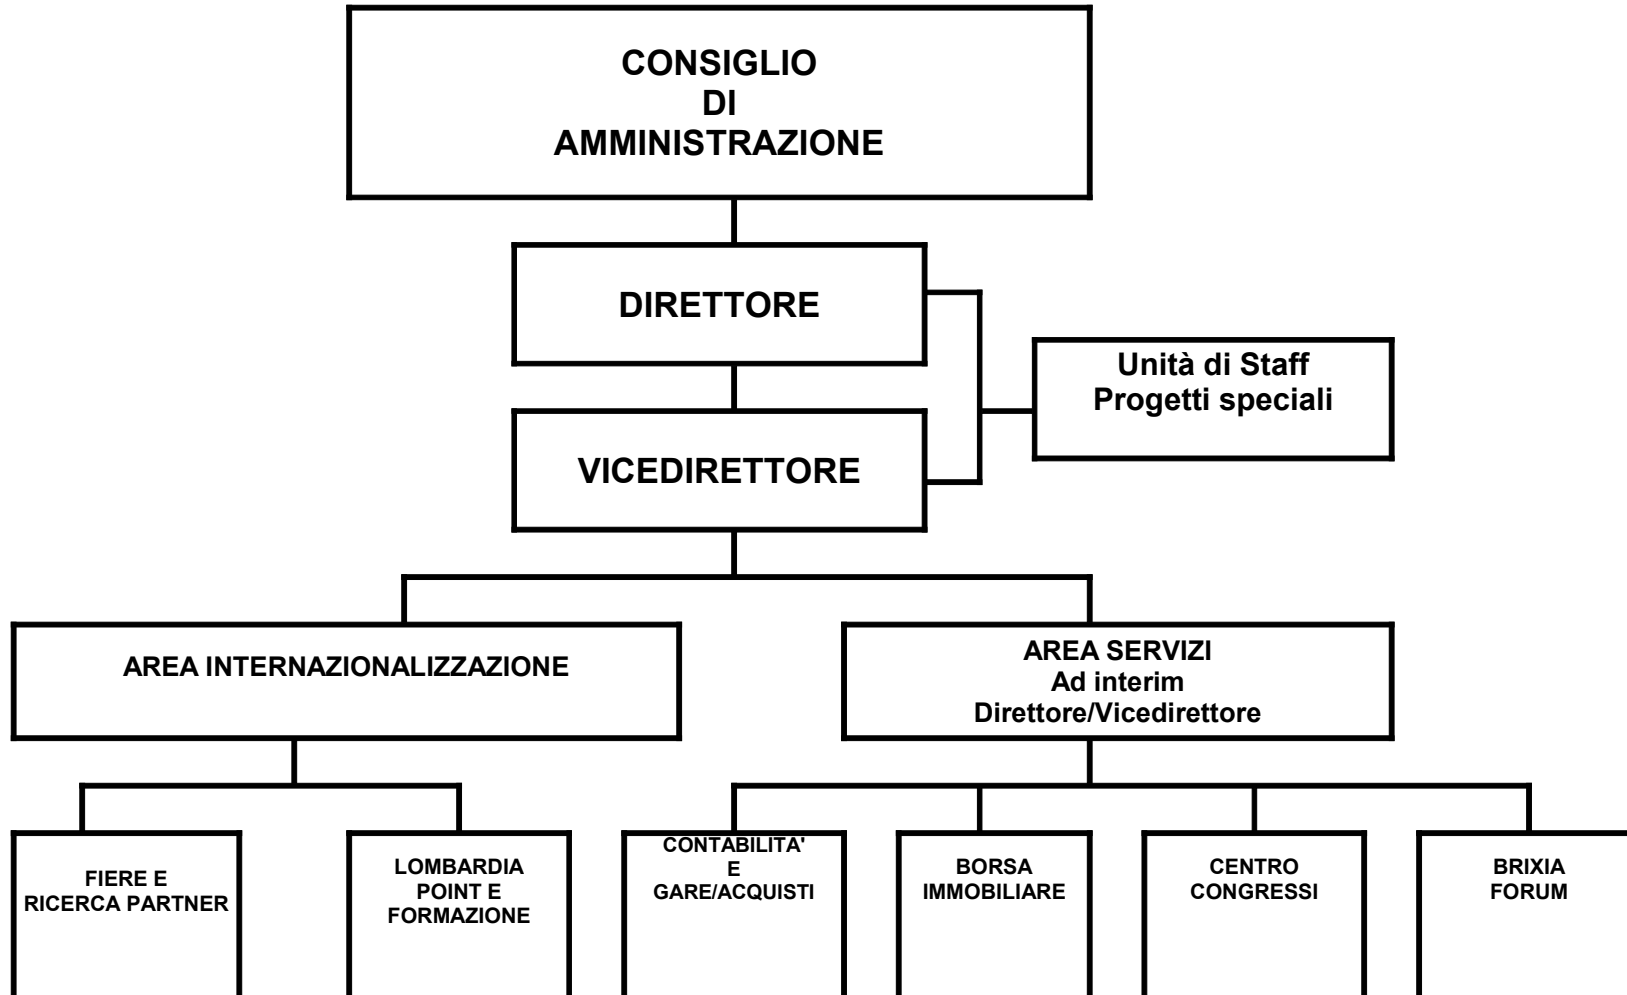 CONSIGLIO
DI
AMMINISTRAZIONE
DIRETTORE
Unità di Staff
Progetti speciali
VICEDIRETTORE
AREA INTERNAZIONALIZZAZIONE
AREA SERVIZI
Ad interim
Direttore/Vicedirettore
FIERE E
RICERCA PARTNER
LOMBARDIA
POINT E
FORMAZIONE
CONTABILITA'
E
GARE/ACQUISTI
BORSA
IMMOBILIARE
CENTRO
CONGRESSI
BRIXIA
FORUM